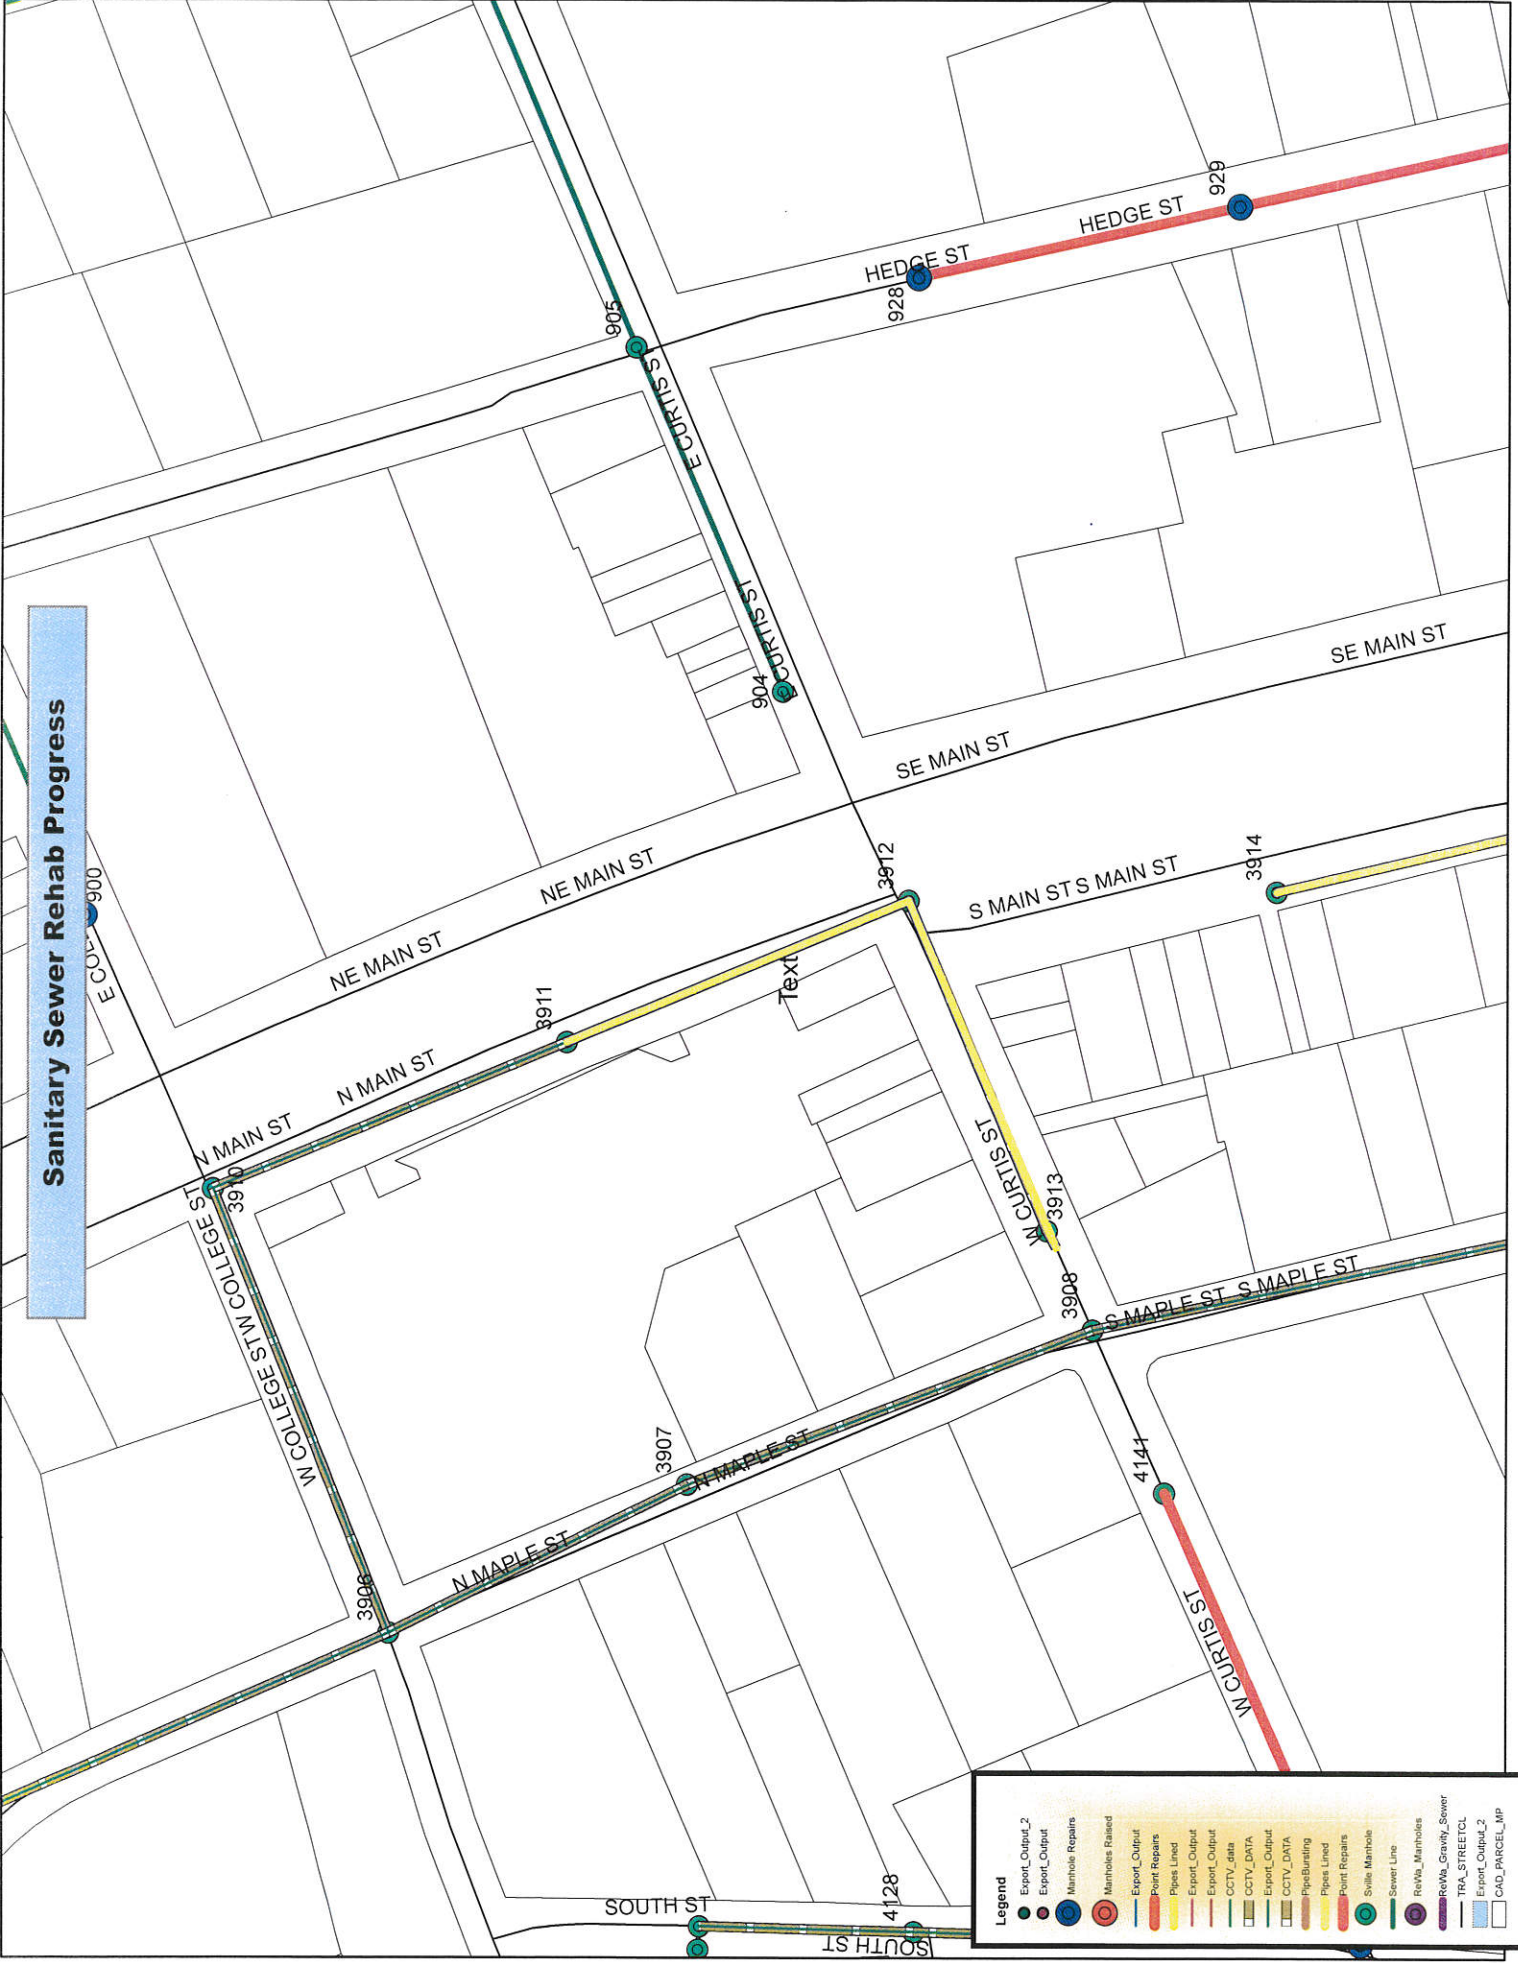 Sanitary Sewer Rehab Progress
900
E COL
905
E CURTIS S
E CURTIS ST
904
HEDGE ST
928
HEDGE ST
929
SE MAIN ST
SE MAIN ST
NE MAIN ST
NE MAIN ST
3912
S MAIN ST S MAIN ST
3914
Text
3911
N MAIN ST
N MAIN ST
3910
W COLLEGE ST W COLLEGE ST
W CURTIS ST
3913
3908
S MAPLE ST S MAPLE ST
3907
N MAPLE ST
N MAPLE ST
3906
4141
W CURTIS ST
SOUTH ST
4128
SOUTH ST
Legend
Export_Output_2
Export_Output
Manhole Repairs
Manholes Raised
Export_Output
Point Repairs
Pipes Lined
Export_Output
Export_Output
CCTV_data
CCTV_DATA
Export_Output
CCTV_DATA
PipeBursting
Pipes Lined
Point Repairs
Sville Manhole
Sewer Line
ReWa_Manholes
ReWa_Gravity_Sewer
TRA_STREETCL
Export_Output_2
CAD_PARCEL_MP